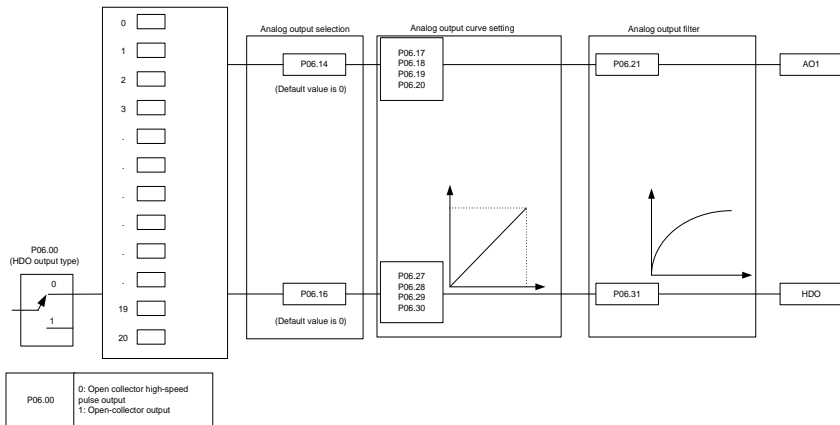 Analog output selection
Analog output curve setting
Analog output filter
0
1
2
3
.
.
.
.
.
.
19
20
P06.14
(Default value is 0)
P06.17
P06.18
P06.19
P06.20
P06.21
AO1
P06.00
(HDO output type)
0
1
P06.16
(Default value is 0)
P06.27
P06.28
P06.29
P06.30
P06.31
HDO
P06.00
0: Open collector high-speed
pulse output
1: Open-collector output